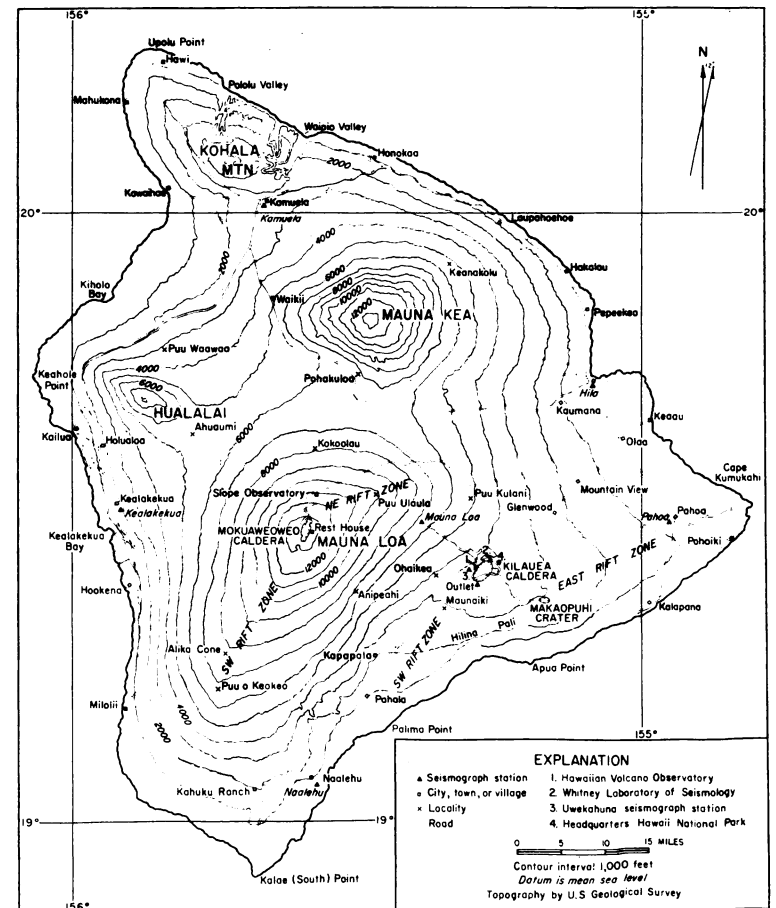 156°
155°
Upolu Point
Hawi
N
Pololu Valley
Mahukona
Waipio Valley
KOHALA
MTN
Honokaa
2000
Kawaihae
Kamuela
Kamuela
20°
20°
Laupahoehoe
4000
2000
Keanakolu
6000
8000
Hakalau
Kiholo
Bay
10000
Waikii
12000
MAUNA KEA
Pepeekeo
Puu Waawaa
4000
Keahole
Point
6000
Pohakuloa
Hilo
HUALALAI
Kaumana
Keaau
Kailua
Ahuaumi
6000
Holualoa
Olaa
Kokoolau
8000
Cape
Kumukahi
Slope Observatory
NE RIFT ZONE
Puu Kulani
Mountain View
Kealakekua
Puu Ulaula
Glenwood
Kealakekua
Mauna Loa
Pahoa
Pahoa
MOKUAWEOWEO
CALDERA
Rest House
Kealakekua
Bay
MAUNA LOA
Pohoiki
12000
KILAUEA
CALDERA
10000
Ohaikea
3
EAST RIFT ZONE
Hookena
Outlet
Anipeahi
Maunaiki
MAKAOPUHI
CRATER
Kalapana
SW RIFT ZONE
Hilina Pali
Alika Cone
Kapapala
SW RIFT ZONE
Apua Point
Puu o Keokeo
Pahala
Milolii
4000
2000
Palima Point
155°
Naalehu
Kahuku Ranch
Naalehu
19°
19°
Kalae (South) Point
156°
EXPLANATION
Seismograph station
City, town, or village
Locality
Road
1. Hawaiian Volcano Observatory
2. Whitney Laboratory of Seismology
3. Uwekahuna seismograph station
4. Headquarters Hawaii National Park
0 5 10 15 MILES
Contour interval 1,000 feet
Datum is mean sea level
Topography by U.S Geological Survey